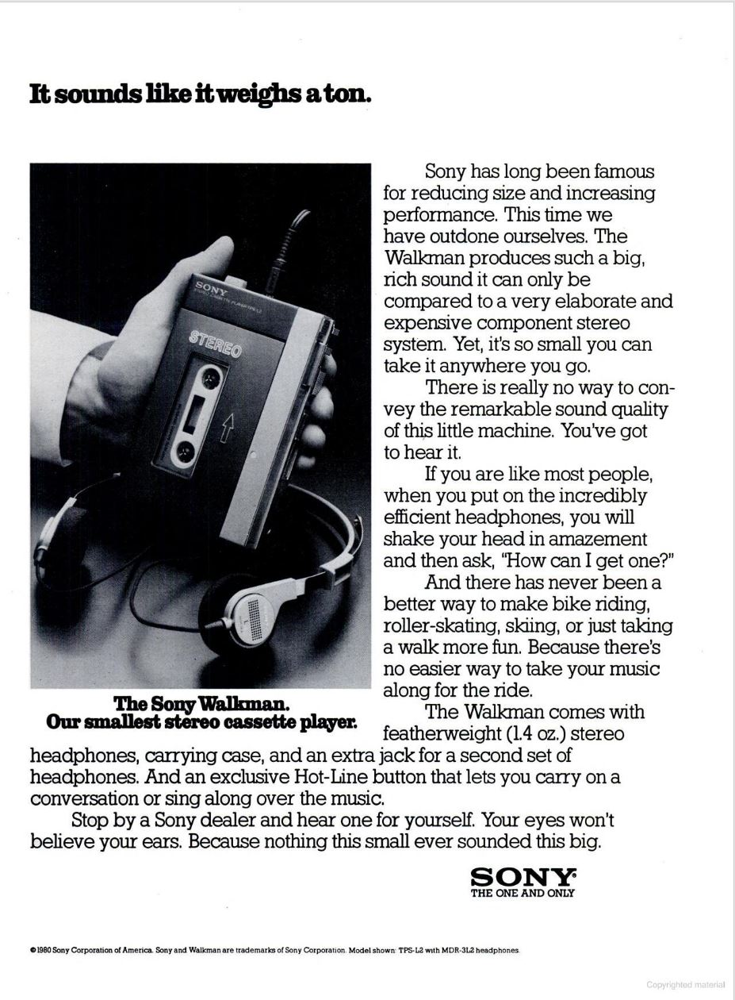 It sounds like it weighs a ton.
SONY
STEREO CASSETTE PLAYER TPS-L2
STEREO
L
The Sony Walkman.
Our smallest stereo cassette player.
Sony has long been famous
for reducing size and increasing
performance. This time we
have outdone ourselves. The
Walkman produces such a big,
rich sound it can only be
compared to a very elaborate and
expensive component stereo
system. Yet, it's so small you can
take it anywhere you go.
There is really no way to con-
vey the remarkable sound quality
of this little machine. You've got
to hear it.
If you are like most people,
when you put on the incredibly
efficient headphones, you will
shake your head in amazement
and then ask, “How can I get one?”
And there has never been a
better way to make bike riding,
roller-skating, skiing, or just taking
a walk more fun. Because there's
no easier way to take your music
along for the ride.
The Walkman comes with
featherweight (1.4 oz.) stereo
headphones, carrying case, and an extra jack for a second set of
headphones. And an exclusive Hot-Line button that lets you carry on a
conversation or sing along over the music.
Stop by a Sony dealer and hear one for yourself. Your eyes won't
believe your ears. Because nothing this small ever sounded this big.
SONY®
THE ONE AND ONLY
©1980 Sony Corporation of America. Sony and Walkman are trademarks of Sony Corporation. Model shown: TPS-L2 with MDR-3L2 headphones.
Copyrighted material